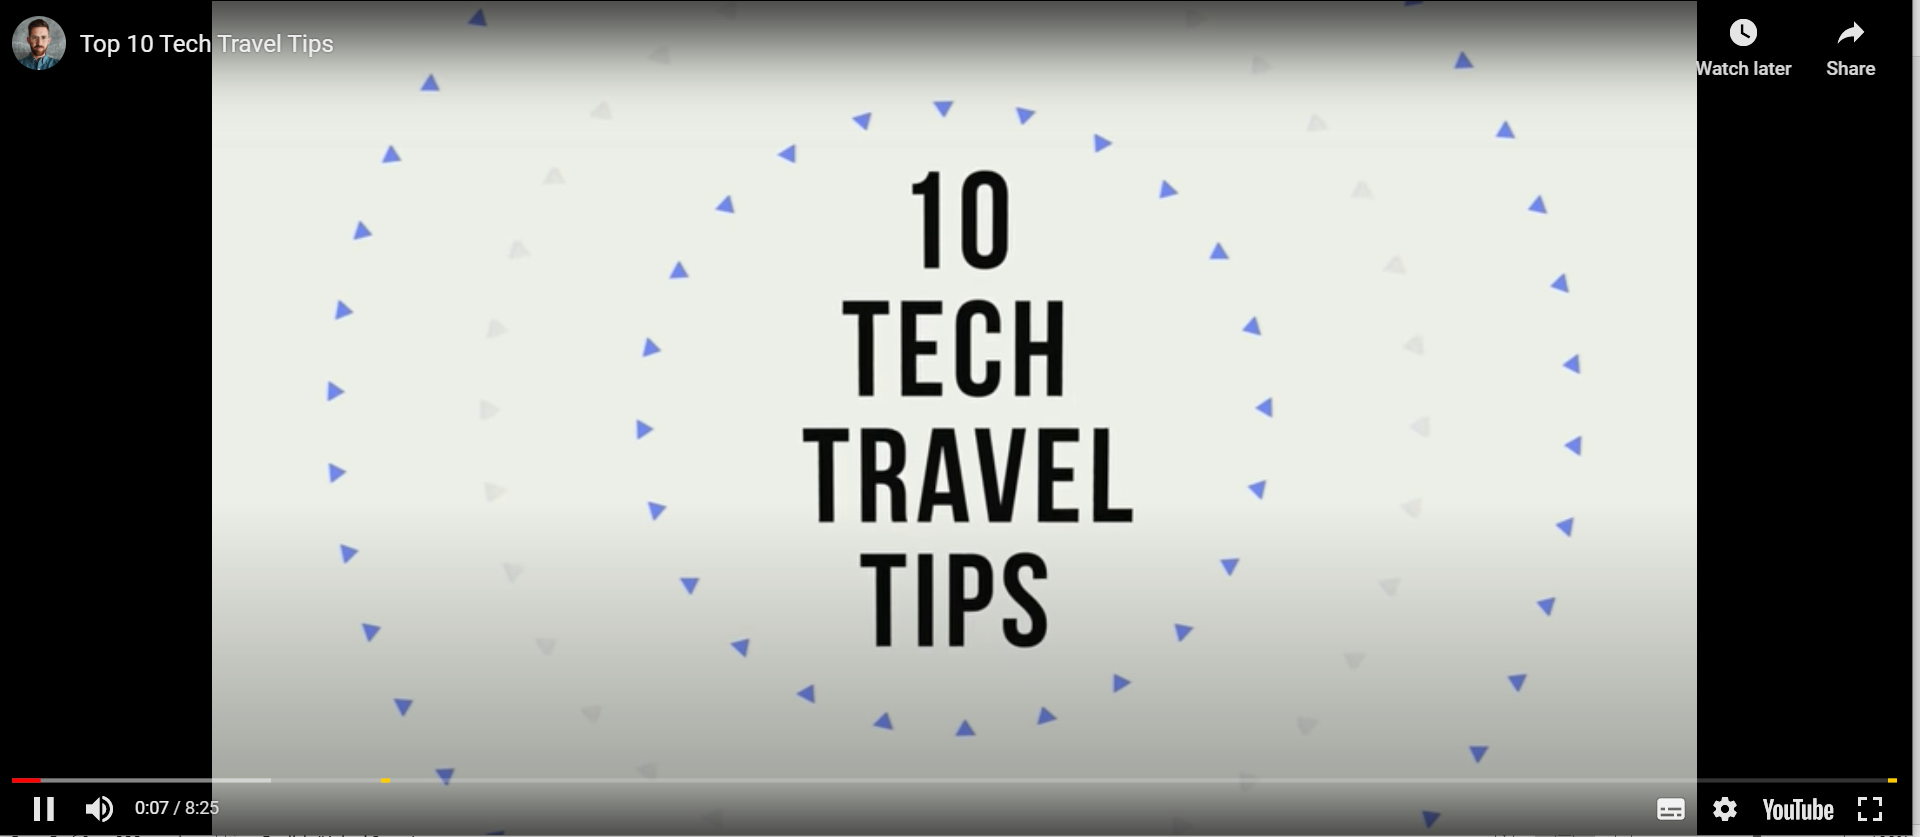 Top 10 Tech Travel Tips
Watch later
Share
10
TECH
TRAVEL
TIPS
0:07 / 8:25
YouTube